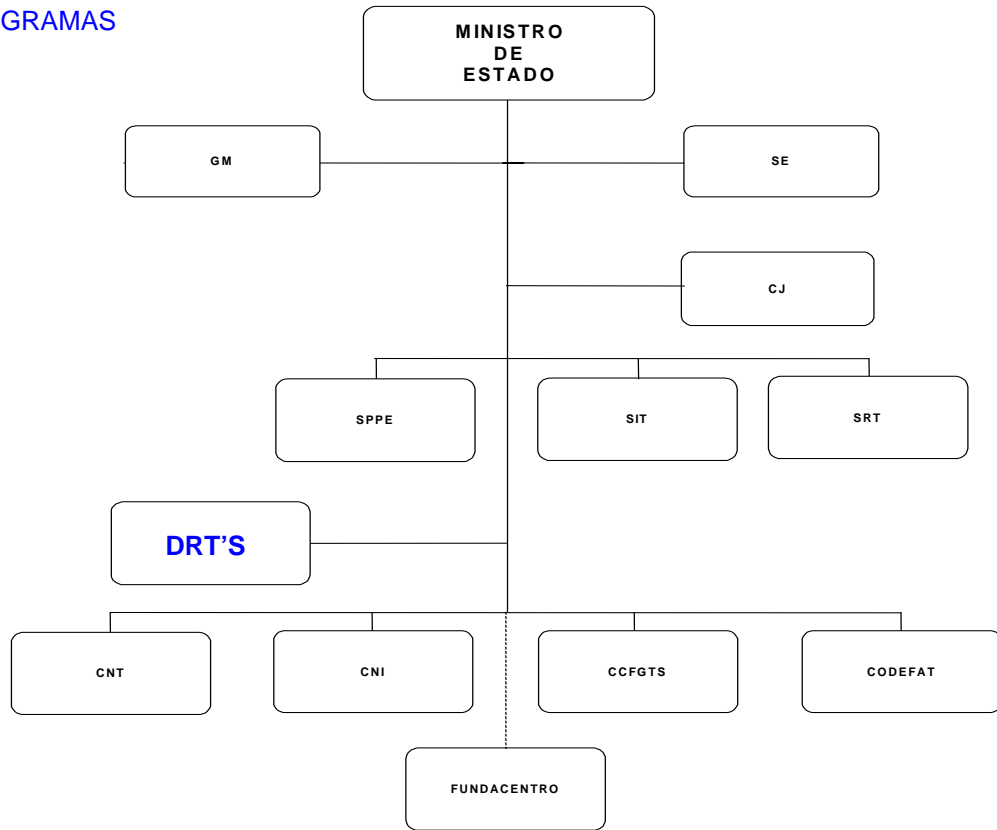 GRAMAS
MINISTRO
DE
ESTADO
GM
SE
CJ
SPPE
SIT
SRT
DRT’S
CNT
CNI
CCFGTS
CODEFAT
FUNDACENTRO